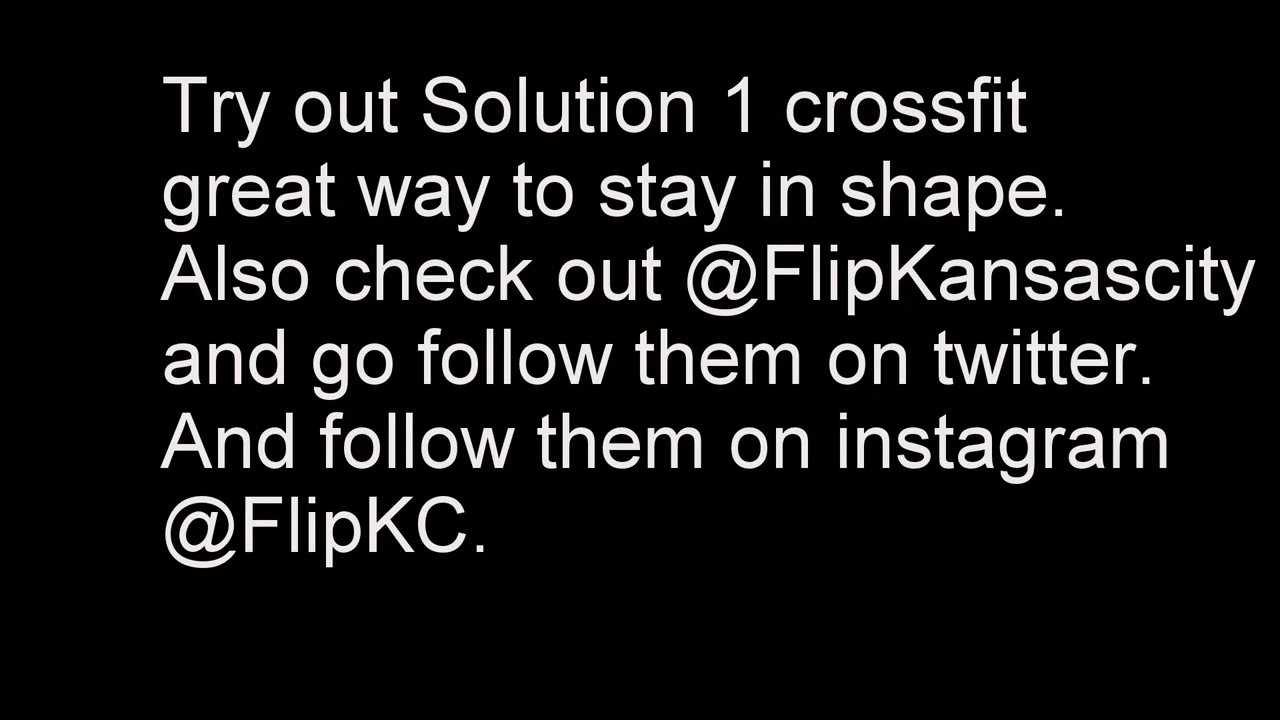 Try out Solution 1 crossfit
great way to stay in shape.
Also check out @FlipKansascity
and go follow them on twitter.
And follow them on instagram
@FlipKC.